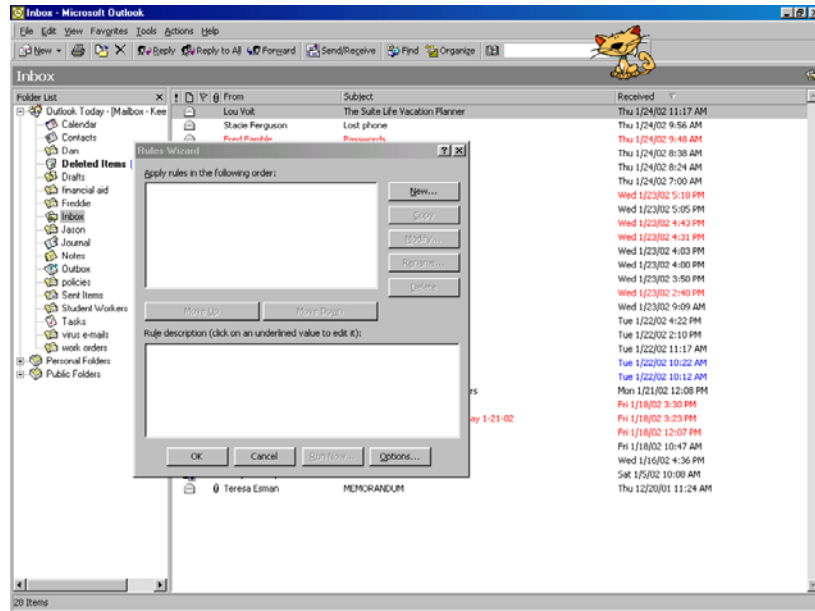 Inbox - Microsoft Outlook
File Edit View Favorites Tools Actions Help
New Reply Reply to All Forward Send/Receive Find Organize
Inbox
Folder List From Subject Received
Outlook Today - [Mailbox - Kee Lou Voit The Suite Life Vacation Planner Thu 1/24/02 11:17 AM
Calendar Stacie Ferguson Lost phone Thu 1/24/02 9:56 AM
Contacts Fred Passwords Thu 1/24/02 9:48 AM
Dan Rules Wizard Thu 1/24/02 8:38 AM
Deleted Items Thu 1/24/02 8:24 AM
Drafts Apply rules in the following order: Thu 1/24/02 7:00 AM
financial aid New... Wed 1/23/02 5:18 PM
Freddie Wed 1/23/02 5:05 PM
Inbox Copy Wed 1/23/02 4:43 PM
Jason Modify... Wed 1/23/02 4:31 PM
Journal Wed 1/23/02 4:03 PM
Notes Rename... Wed 1/23/02 4:00 PM
Outbox Wed 1/23/02 3:50 PM
policies Delete Wed 1/23/02 2:40 PM
Sent Items Wed 1/23/02 9:09 AM
Student Workers Move Up Move Down Tue 1/22/02 4:22 PM
Tasks Tue 1/22/02 2:10 PM
virus e-mails Rule description (click on an underlined value to edit it): Tue 1/22/02 11:17 AM
work orders Tue 1/22/02 10:22 AM
Personal Folders Tue 1/22/02 10:12 AM
Public Folders rs Mon 1/21/02 12:08 PM
Fri 1/18/02 3:30 PM
ay 1-21-02 Fri 1/18/02 3:23 PM
Fri 1/18/02 12:07 PM
Fri 1/18/02 10:47 AM
OK Cancel Run Now... Options... Wed 1/16/02 4:36 PM
Sat 1/5/02 10:08 AM
Teresa Esman MEMORANDUM Thu 12/20/01 11:24 AM
28 Items